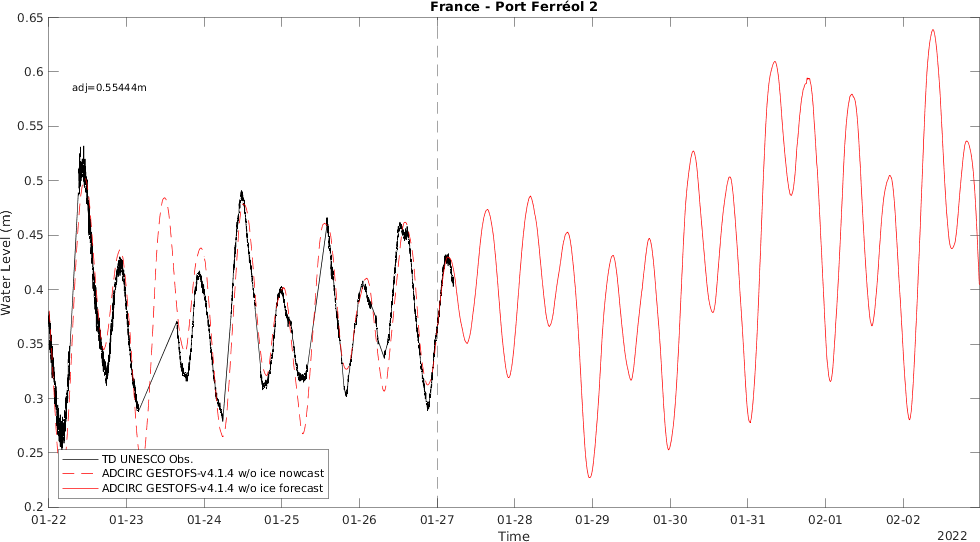 France - Port Ferréol 2
0.65
0.6
0.55
0.5
0.45
0.4
0.35
0.3
0.25
0.2
Water Level (m)
adj=0.55444m
TD UNESCO Obs.
ADCIRC GESTOFS-v4.1.4 w/o ice nowcast
ADCIRC GESTOFS-v4.1.4 w/o ice forecast
01-22 01-23 01-24 01-25 01-26 01-27 01-28 01-29 01-30 01-31 02-01 02-02
Time
2022